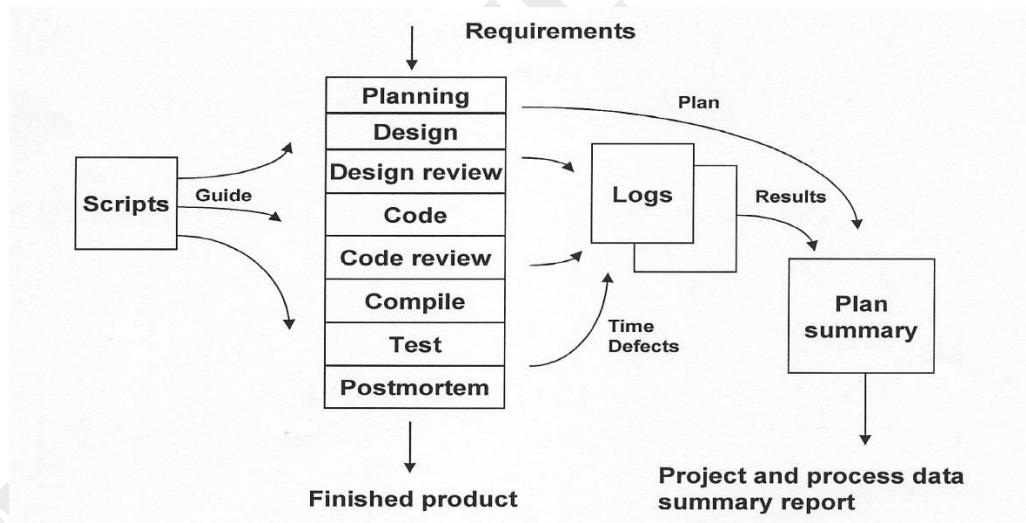 Requirements
Planning
Design
Design review
Code
Code review
Compile
Test
Postmortem
Finished product
Scripts
Guide
Logs
Plan
Results
Time
Defects
Plan
summary
Project and process data
summary report